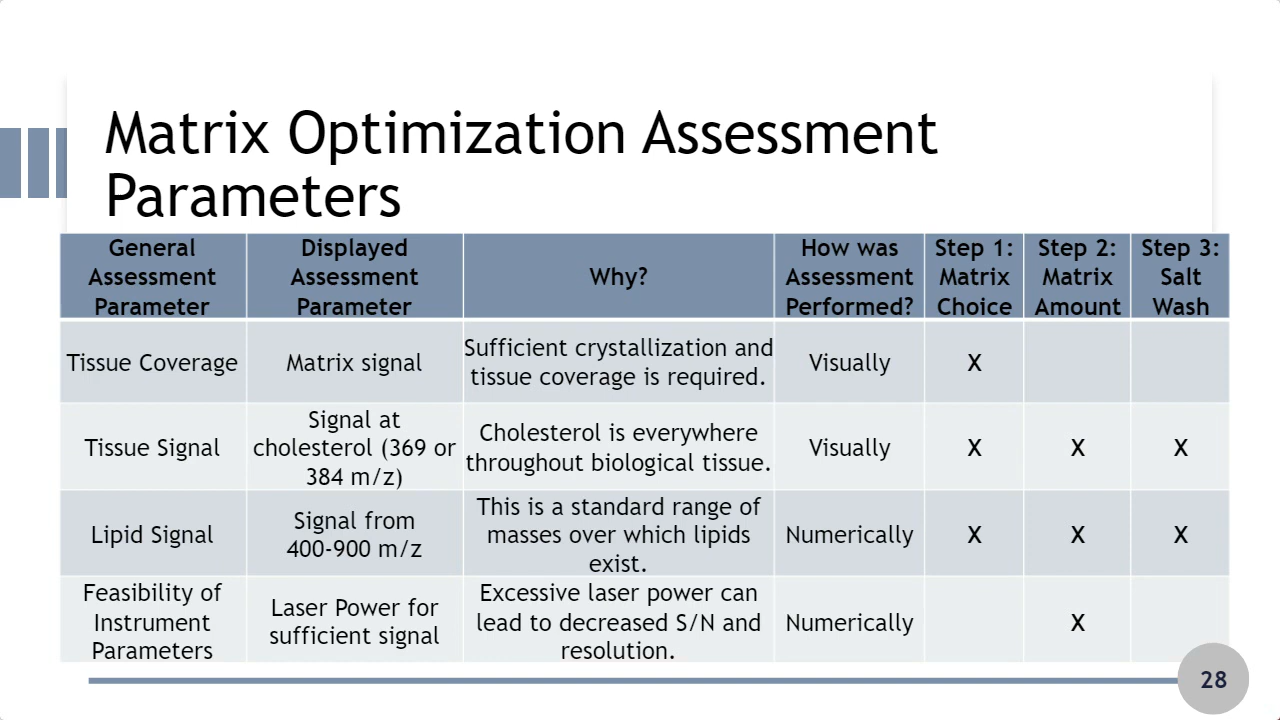 Matrix Optimization Assessment
Parameters
General
Assessment
Parameter
Displayed
Assessment
Parameter
Why?
How was
Assessment
Performed?
Step 1:
Matrix
Choice
Step 2:
Matrix
Amount
Step 3:
Salt
Wash
Tissue Coverage
Matrix signal
Sufficient crystallization and
tissue coverage is required.
Visually
X
Tissue Signal
Signal at
cholesterol (369 or
384 m/z)
Cholesterol is everywhere
throughout biological tissue.
Visually
X
X
X
Lipid Signal
Signal from
400-900 m/z
This is a standard range of
masses over which lipids
exist.
Numerically
X
X
X
Feasibility of
Instrument
Parameters
Laser Power for
sufficient signal
Excessive laser power can
lead to decreased S/N and
resolution.
Numerically
X
28